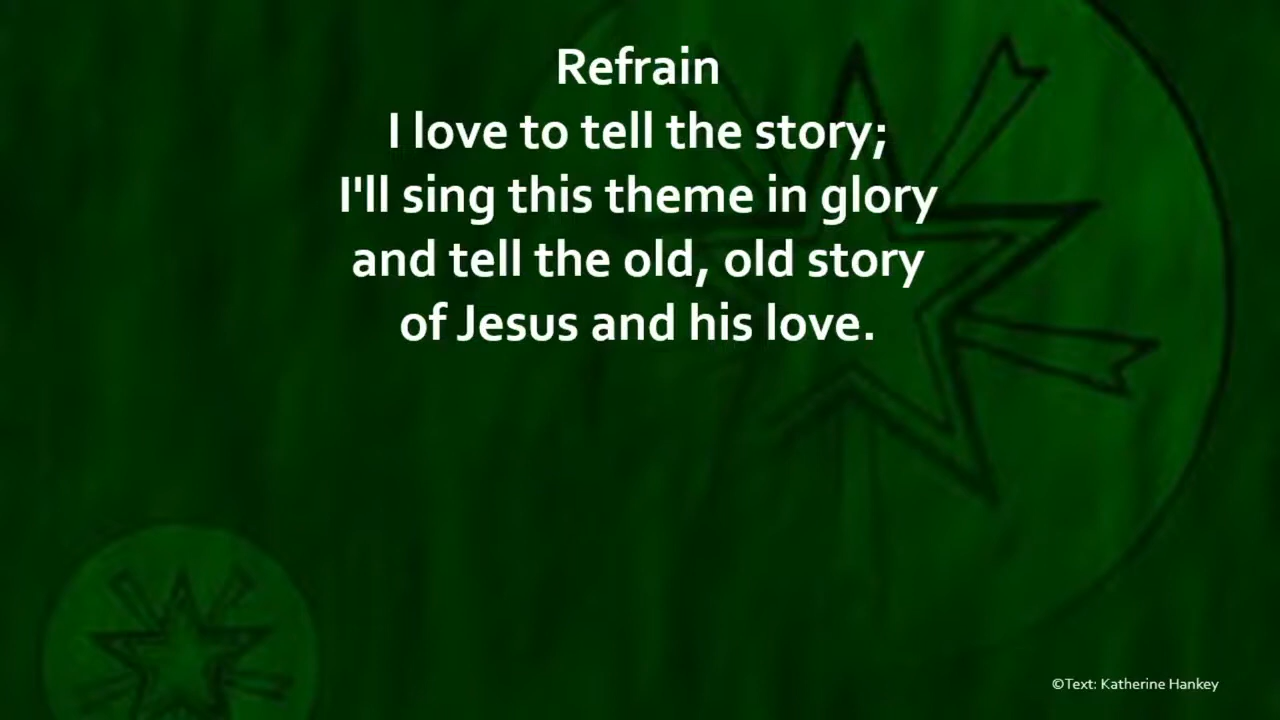 Refrain
I love to tell the story;
I'll sing this theme in glory
and tell the old, old story
of Jesus and his love.
©Text: Katherine Hankey